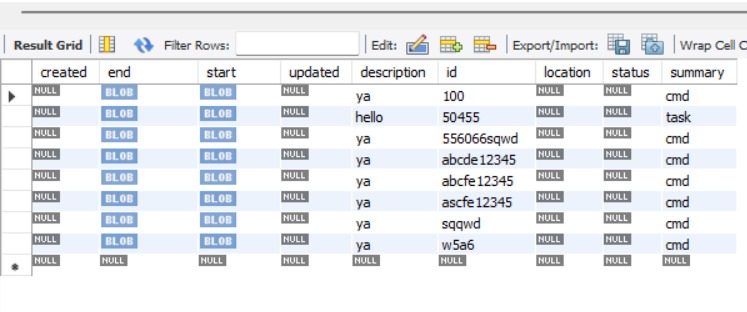 Result Grid Filter Rows: Edit: Export/Import: Wrap Cell C
created end start updated description id location status summary
NULL BLOB BLOB NULL ya 100 NULL NULL cmd
NULL BLOB BLOB NULL hello 50455 NULL NULL task
NULL BLOB BLOB NULL ya 556066sqwd NULL NULL cmd
NULL BLOB BLOB NULL ya abcde12345 NULL NULL cmd
NULL BLOB BLOB NULL ya abcfe12345 NULL NULL cmd
NULL BLOB BLOB NULL ya ascfe12345 NULL NULL cmd
NULL BLOB BLOB NULL ya sqqwd NULL NULL cmd
NULL BLOB BLOB NULL ya w5a6 NULL NULL cmd
NULL NULL NULL NULL NULL NULL NULL NULL NULL